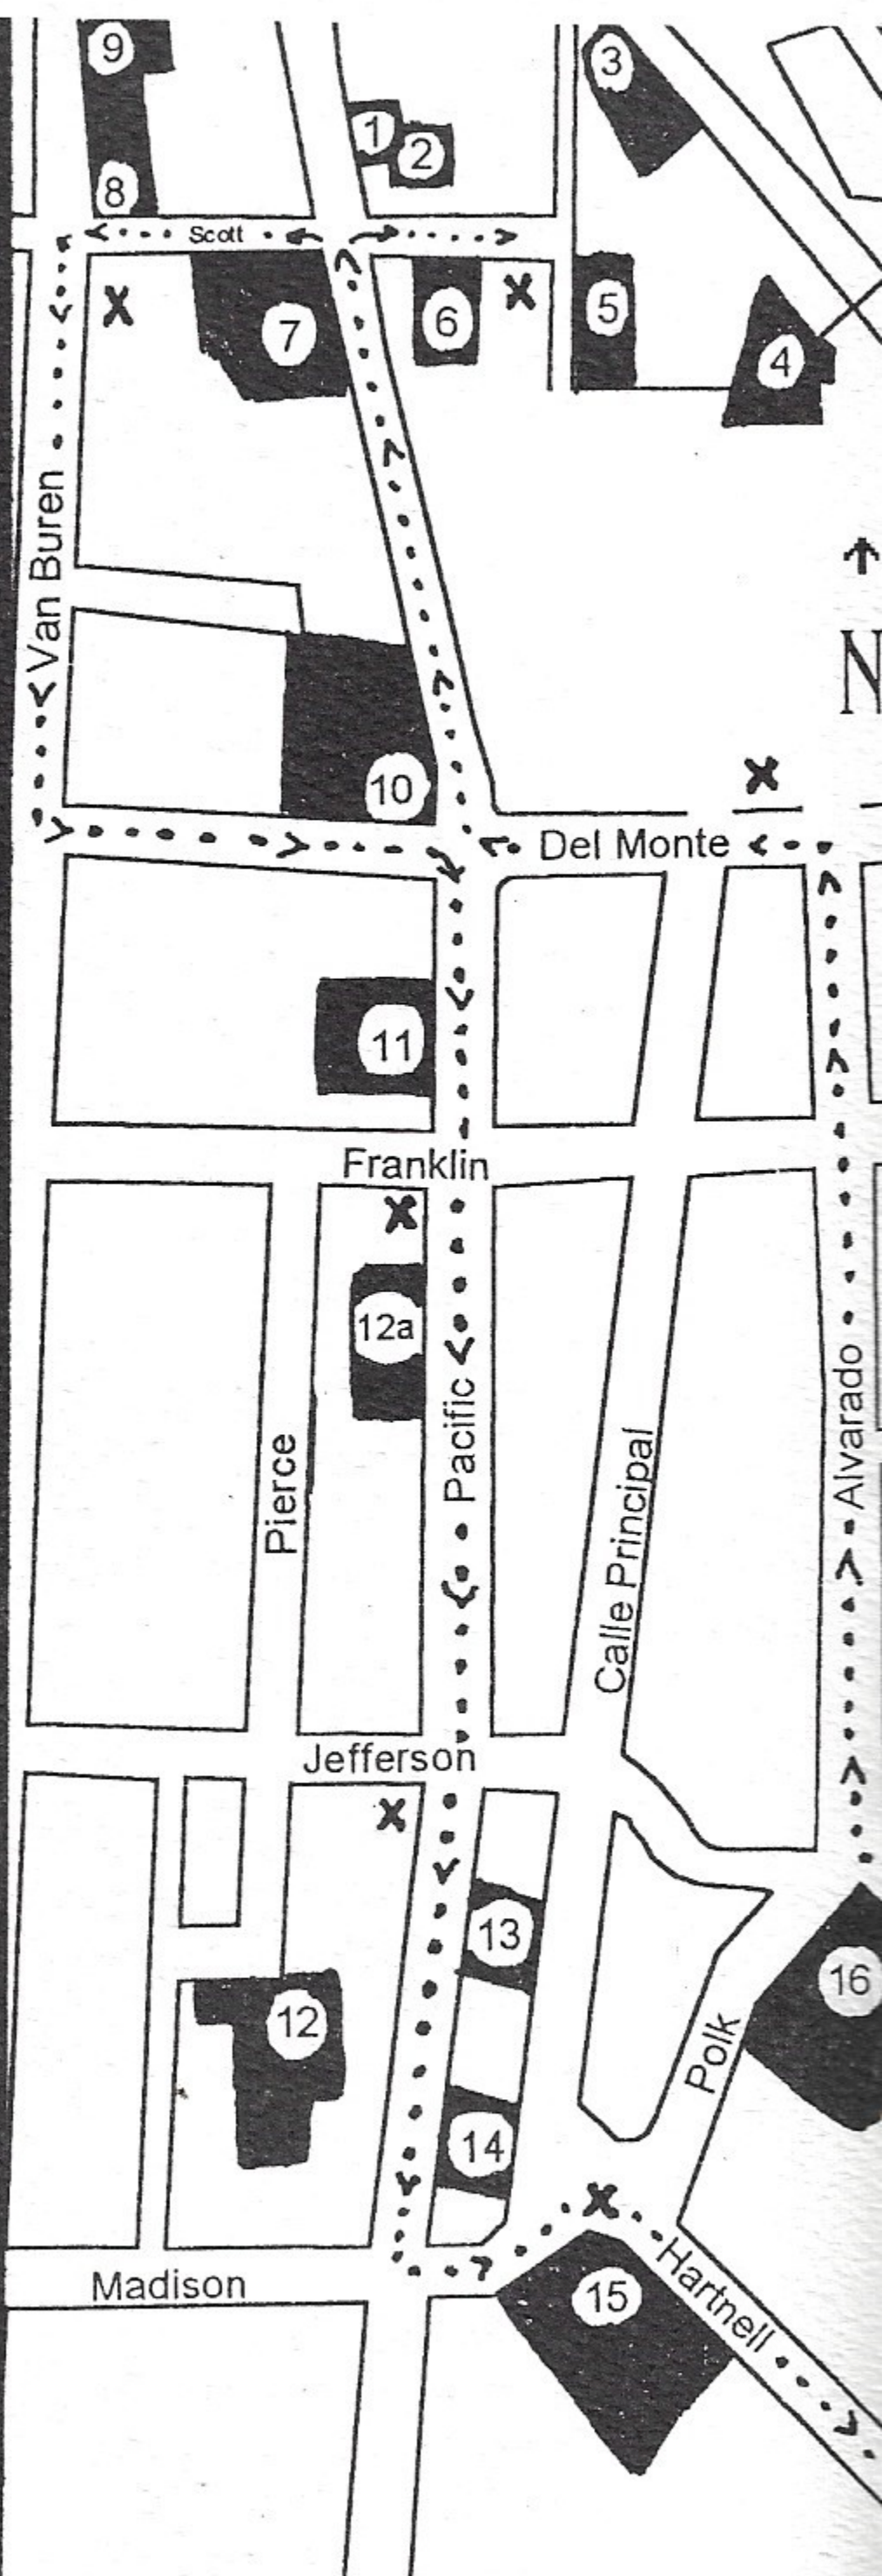 9
3
1
2
8
Scott
X
X
7
6
5
4
Van Buren
N
10
X
Del Monte
11
Franklin
X
12a
Pacific
Alvarado
Pierce
Calle Principal
Jefferson
X
13
16
12
Polk
14
X
Hartnell
Madison
15